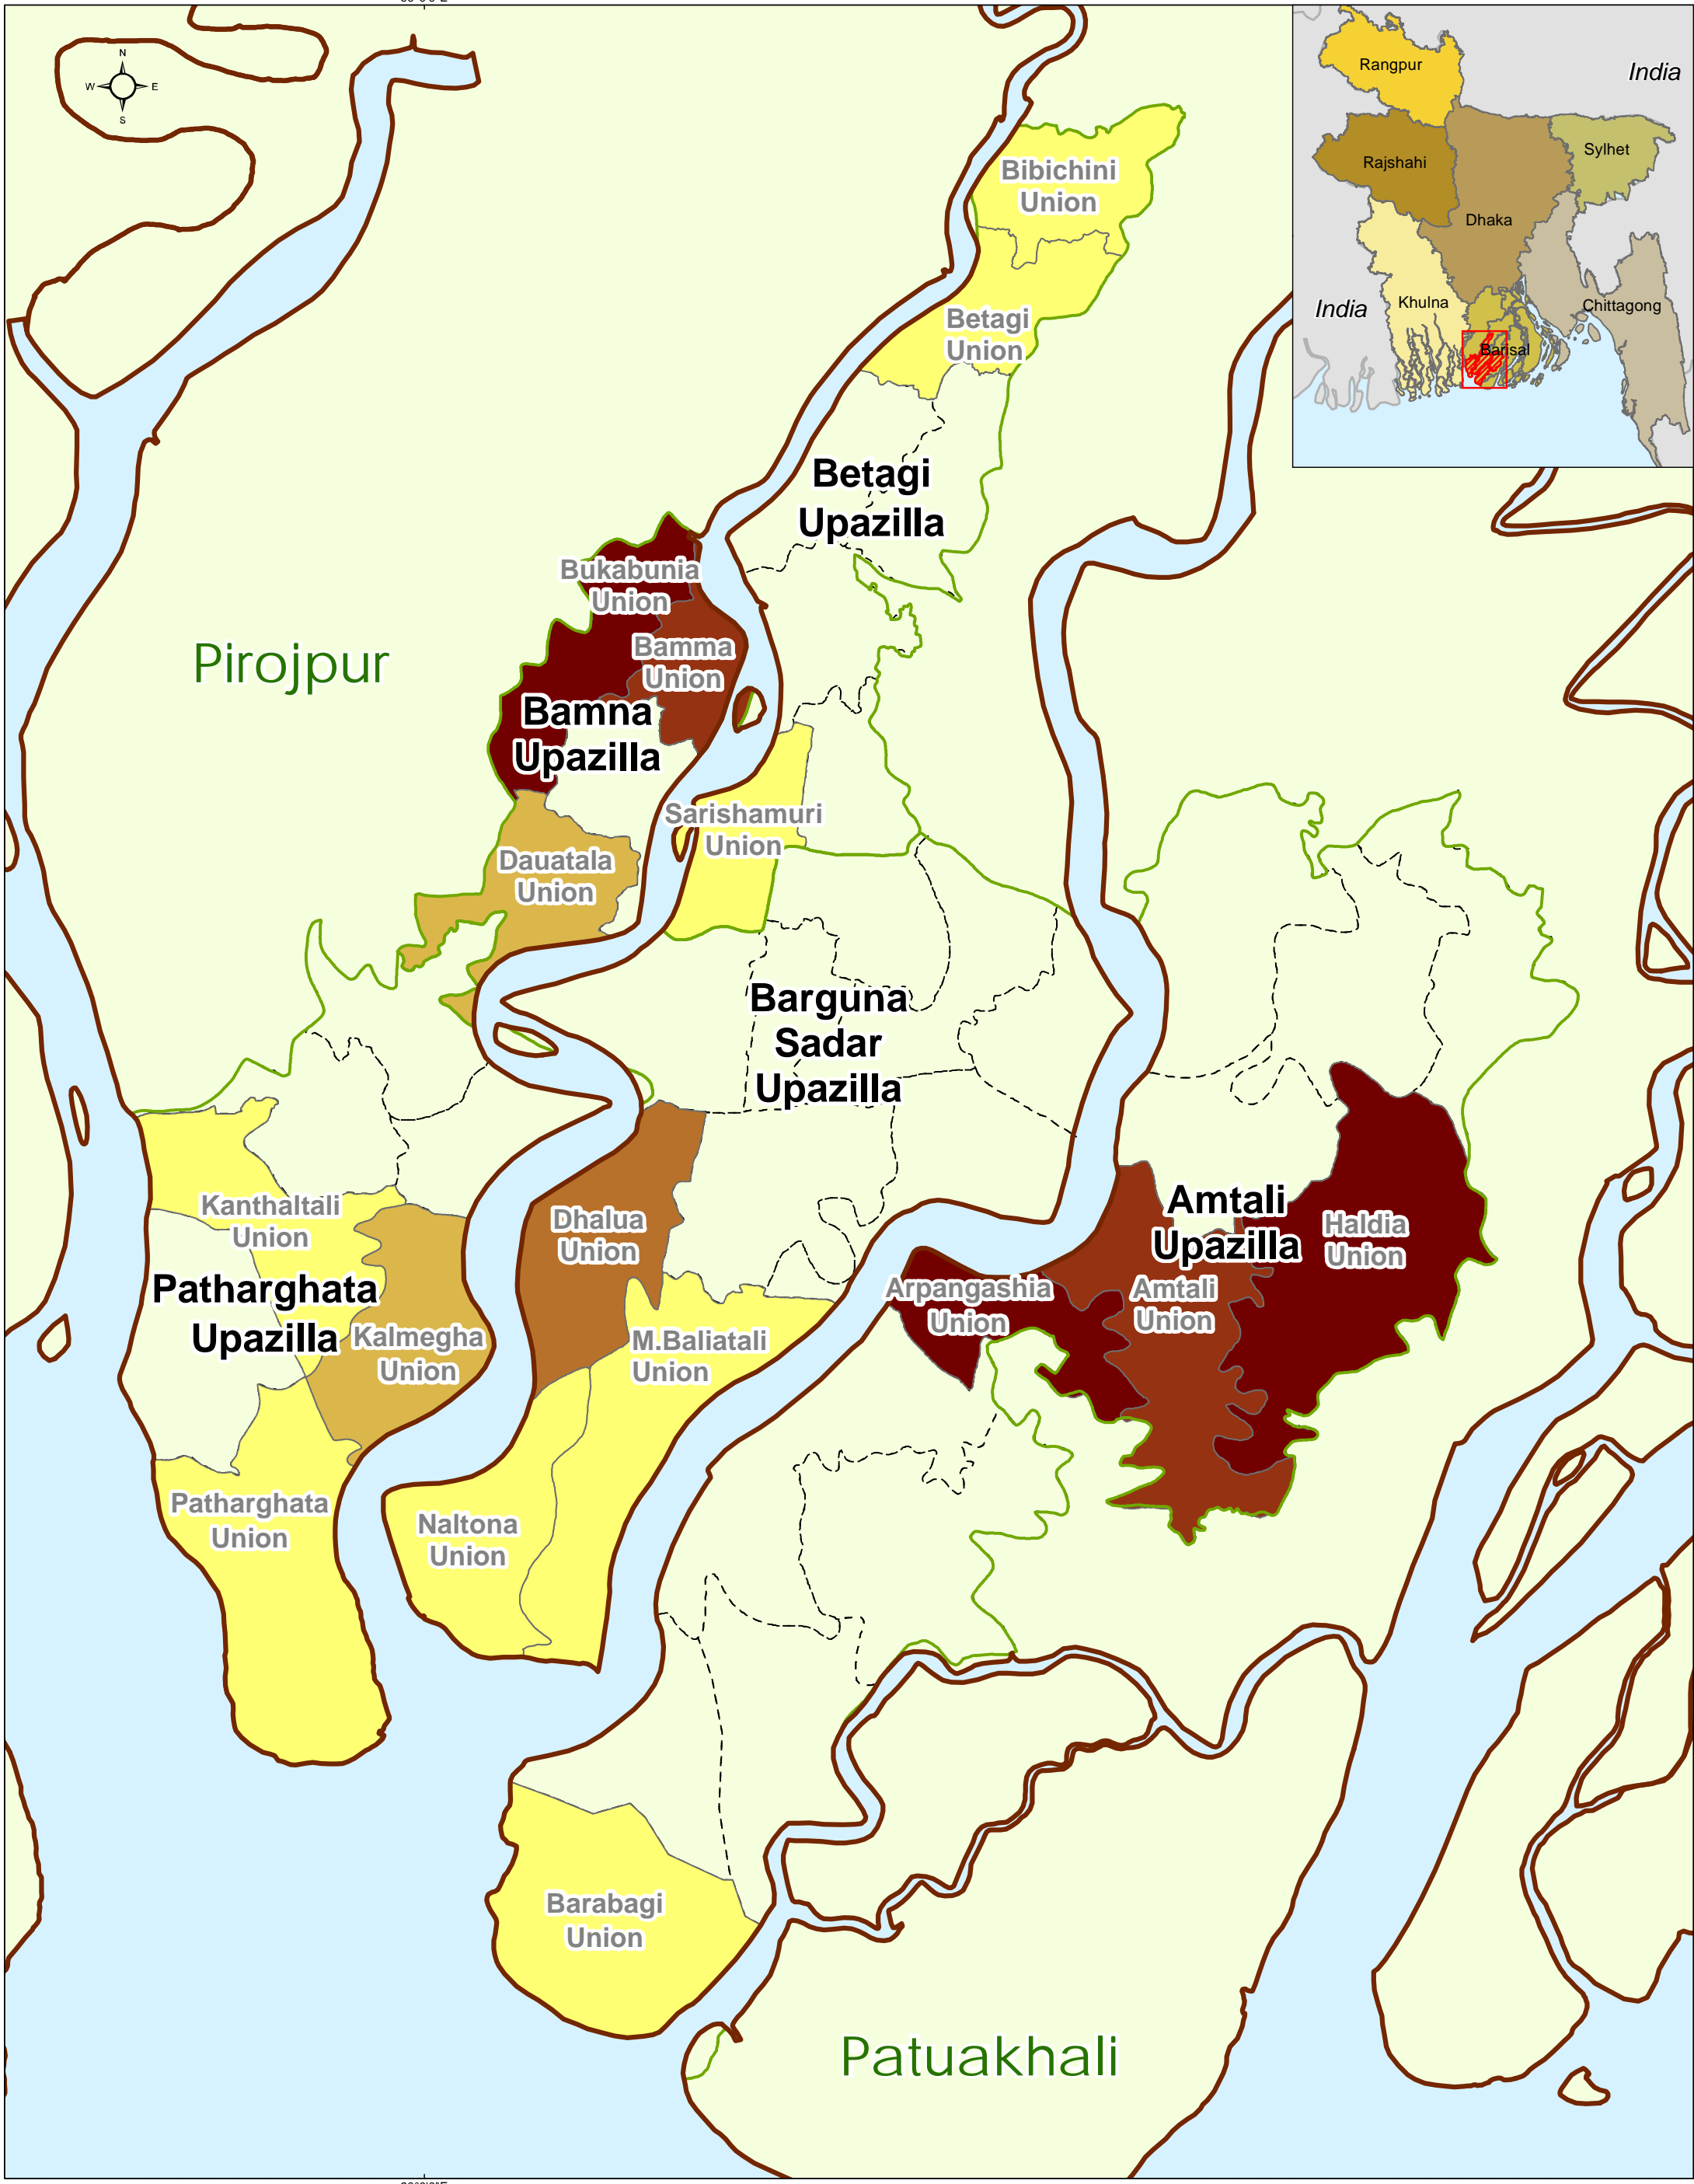 N
W
E
S
Rangpur
India
Rajshahi
Sylhet
Dhaka
India
Khulna
Chittagong
Barisal
Bibichini
Union
Betagi
Union
Betagi
Upazilla
Bukabunia
Union
Bamma
Union
Pirojpur
Bamna
Upazilla
Sarishamuri
Union
Dauatala
Union
Barguna
Sadar
Upazilla
Kanthaltali
Union
Dhalua
Union
Amtali
Upazilla
Haldia
Union
Patharghata
Upazilla
Kalmegha
Union
M.Baliatali
Union
Arpangashia
Union
Amtali
Union
Patharghata
Union
Naltona
Union
Barabagi
Union
Patuakhali